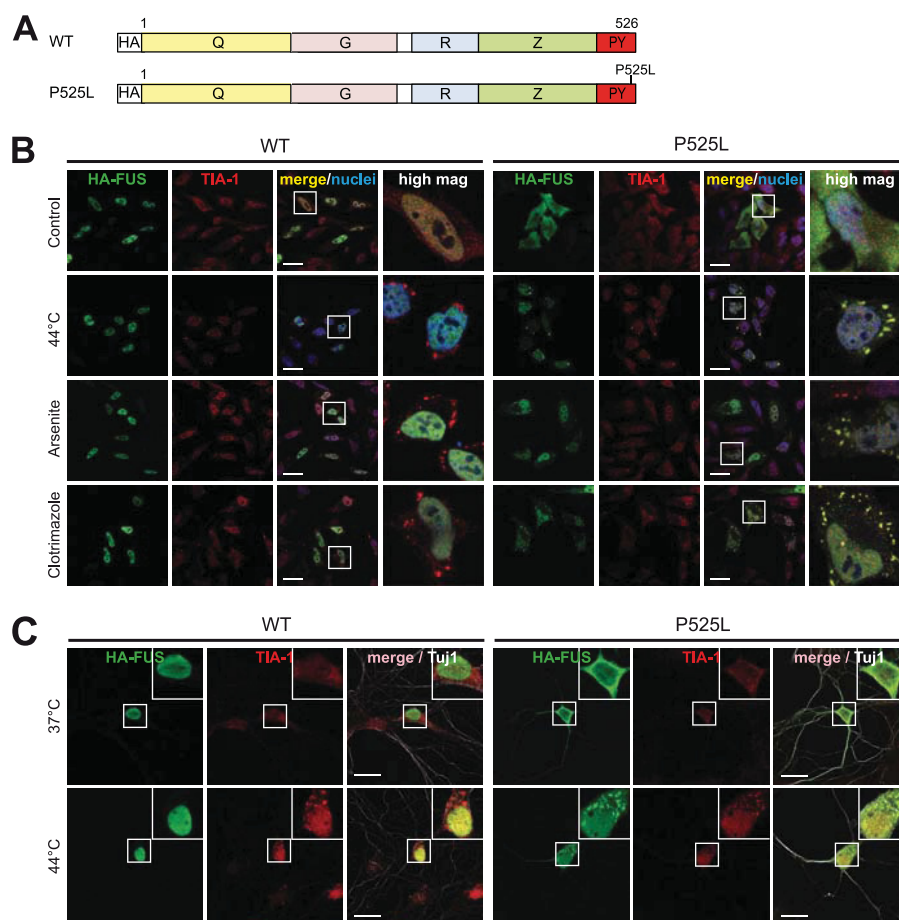 A
1 526
WT HA Q G R Z PY
1 P525L
P525L HA Q G R Z PY
B
WT P525L
HA-FUS TIA-1 merge/nuclei high mag HA-FUS TIA-1 merge/nuclei high mag
Control
44°C
Arsenite
Clotrimazole
C
WT P525L
HA-FUS TIA-1 merge / Tuj1 HA-FUS TIA-1 merge / Tuj1
37°C
44°C